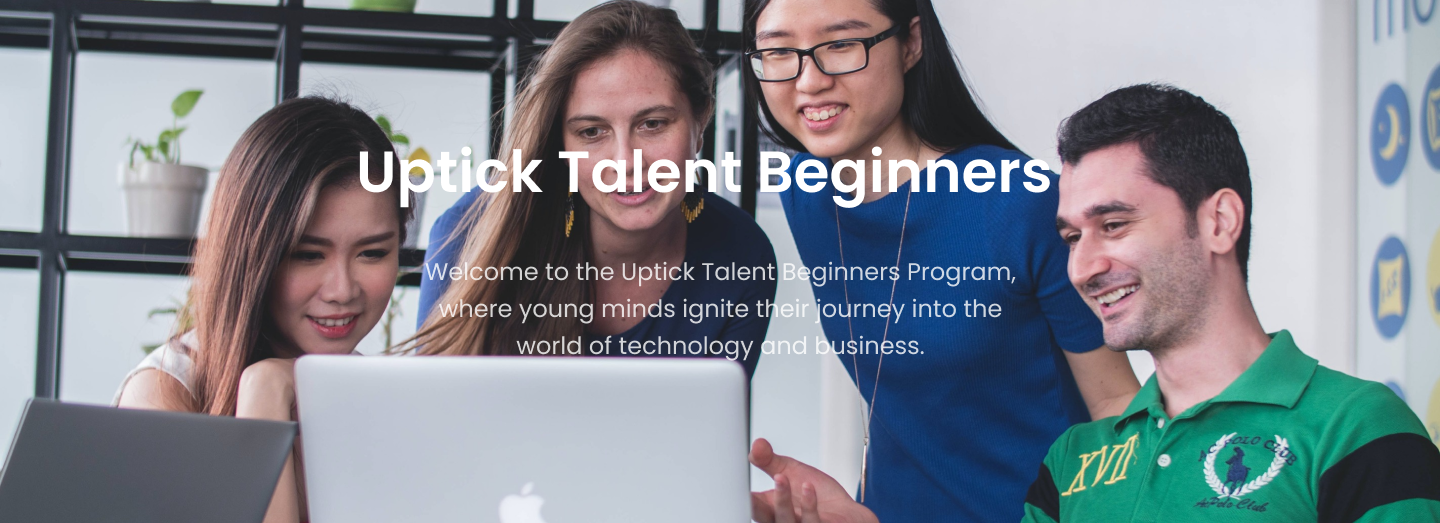 Uptick Talent Beginners
Welcome to the Uptick Talent Beginners Program,
where young minds ignite their journey into the
world of technology and business.
XVII